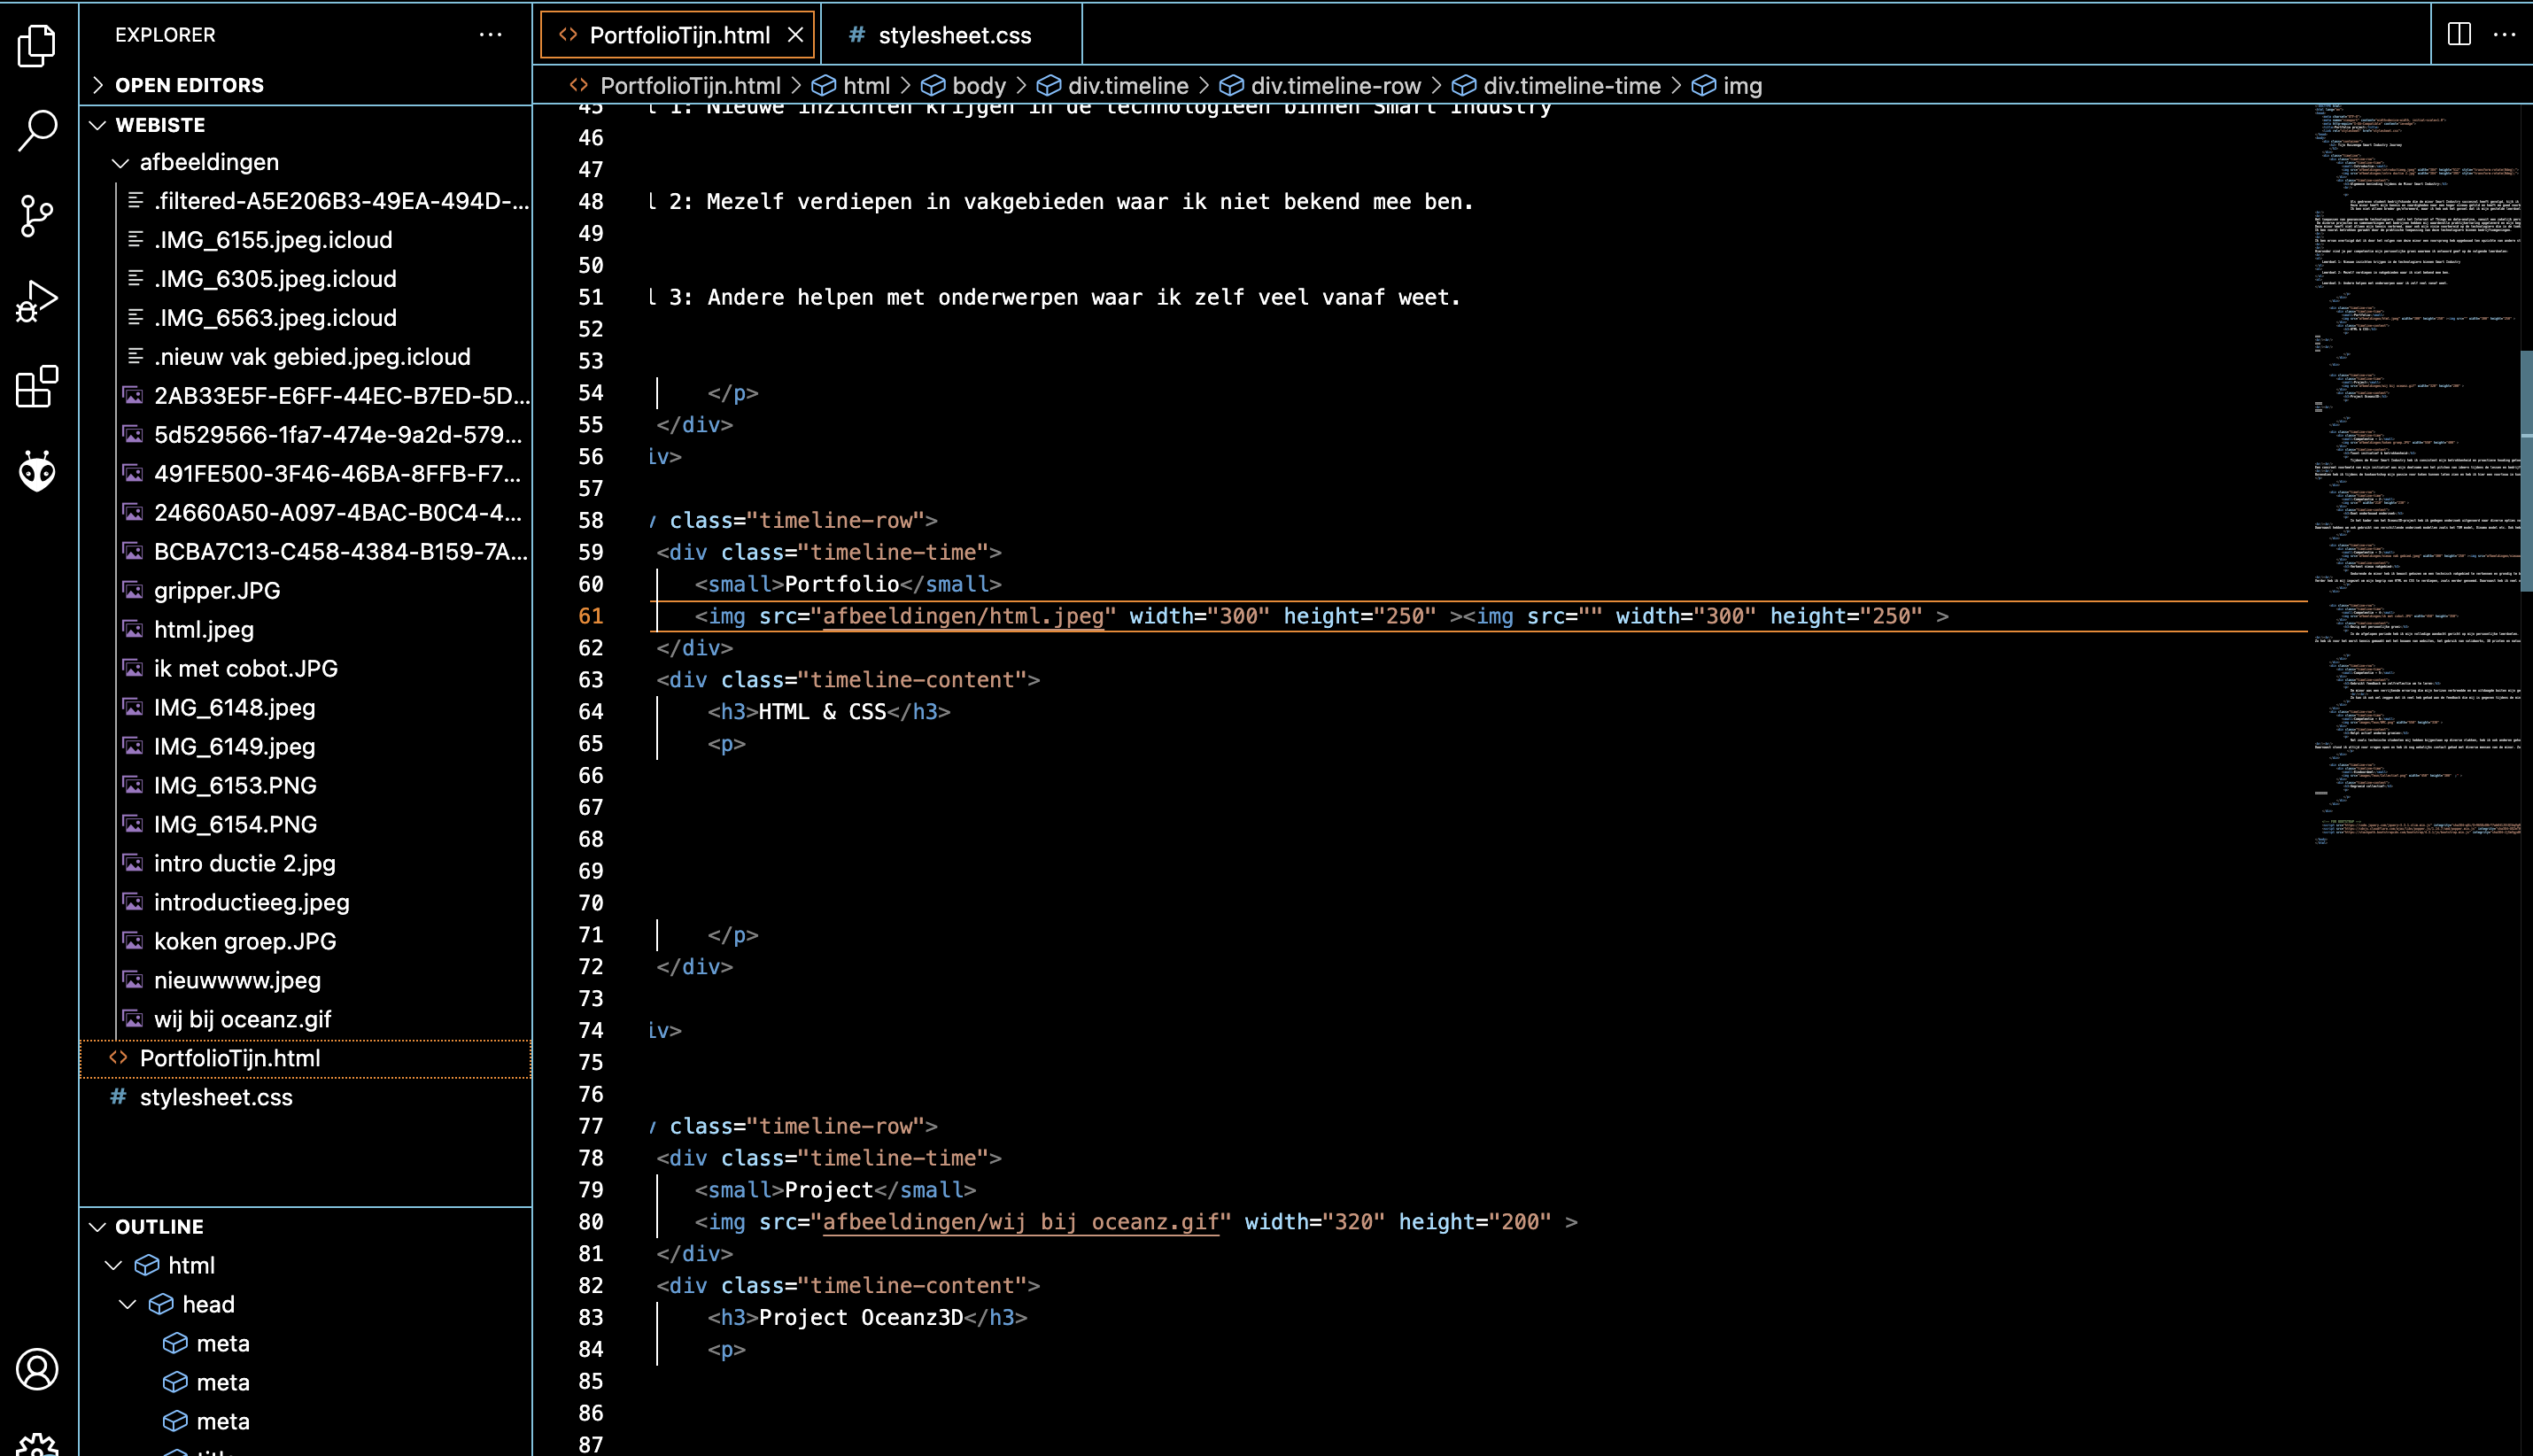 EXPLORER
OPEN EDITORS
WEBISTE
afbeeldingen
.filtered-A5E206B3-49EA-494D-...
.IMG_6155.jpeg.icloud
.IMG_6305.jpeg.icloud
.IMG_6563.jpeg.icloud
.nieuw vak gebied.jpeg.icloud
2AB33E5F-E6FF-44EC-B7ED-5D...
5d529566-1fa7-474e-9a2d-579...
491FE500-3F46-46BA-8FFB-F7...
24660A50-A097-4BAC-B0C4-4...
BCBA7C13-C458-4384-B159-7A...
gripper.JPG
html.jpeg
ik met cobot.JPG
IMG_6148.jpeg
IMG_6149.jpeg
IMG_6153.PNG
IMG_6154.PNG
intro ductie 2.jpg
introductieeg.jpeg
koken groep.JPG
nieuwwww.jpeg
wij bij oceanz.gif
PortfolioTijn.html
# stylesheet.css
OUTLINE
html
head
meta
meta
meta
PortfolioTijn.html
# stylesheet.css
PortfolioTijn.html > html > body > div.timeline > div.timeline-row > div.timeline-time > img
45 l 1: Nieuwe inzichten krijgen in de technologieën binnen Smart Industry
46
47
48 l 2: Mezelf verdiepen in vakgebieden waar ik niet bekend mee ben.
49
50
51 l 3: Andere helpen met onderwerpen waar ik zelf veel vanaf weet.
52
53
54 </p>
55 </div>
56 iv>
57
58 class="timeline-row">
59 <div class="timeline-time">
60 <small>Portfolio</small>
61 <img src="afbeeldingen/html.jpeg" width="300" height="250" ><img src="" width="300" height="250" >
62 </div>
63 <div class="timeline-content">
64 <h3>HTML & CSS</h3>
65 <p>
66
67
68
69
70
71 </p>
72 </div>
73
74 iv>
75
76
77 class="timeline-row">
78 <div class="timeline-time">
79 <small>Project</small>
80 <img src="afbeeldingen/wij bij oceanz.gif" width="320" height="200" >
81 </div>
82 <div class="timeline-content">
83 <h3>Project Oceanz3D</h3>
84 <p>
85
86
87